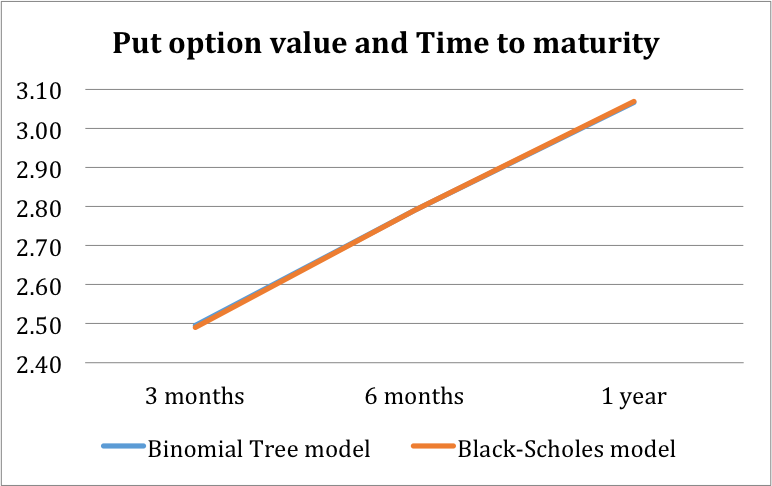 Put option value and Time to maturity
3.10
3.00
2.90
2.80
2.70
2.60
2.50
2.40
3 months 6 months 1 year
Binomial Tree model Black-Scholes model